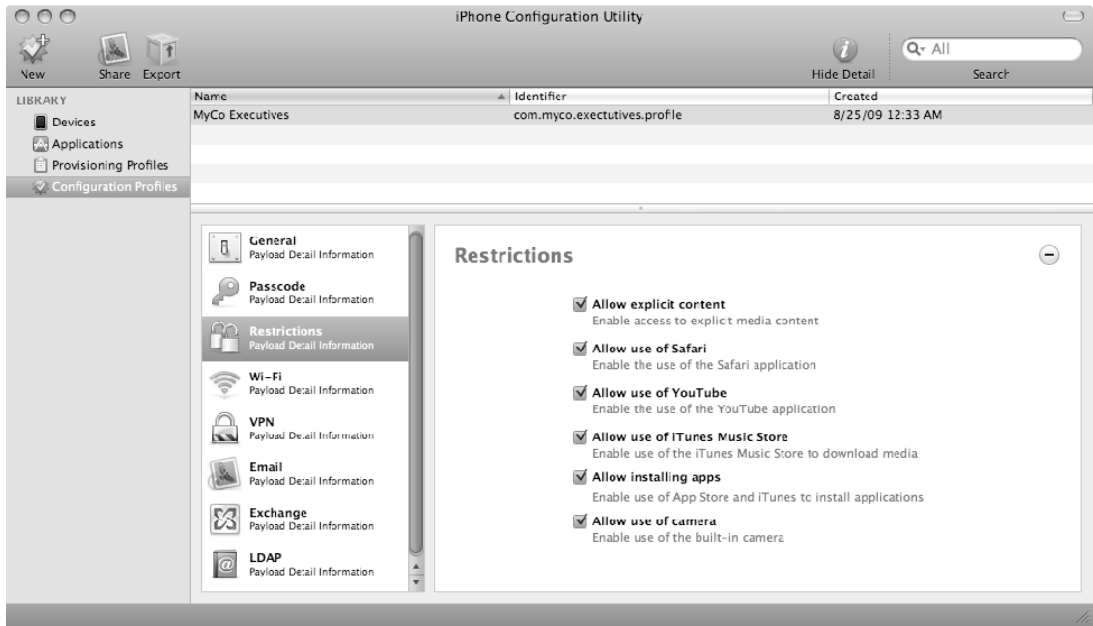 iPhone Configuration Utility
New Share Export Hide Detail All Search
LIBRARY
Devices
Applications
Provisioning Profiles
Configuration Profiles
Name Identifier Created
MyCo Executives com.myco.exectutives.profile 8/25/09 12:33 AM
General
Payload Detail Information
Passcode
Payload Detail Information
Restrictions
Payload Detail Information
Wi-Fi
Payload Detail Information
VPN
Payload Detail Information
Email
Payload Detail Information
Exchange
Payload Detail Information
LDAP
Payload Detail Information
Restrictions
Allow explicit content
Enable access to explicit media content
Allow use of Safari
Enable the use of the Safari application
Allow use of YouTube
Enable the use of the YouTube application
Allow use of iTunes Music Store
Enable use of the iTunes Music Store to download media
Allow installing apps
Enable use of App Store and iTunes to install applications
Allow use of camera
Enable use of the built-in camera